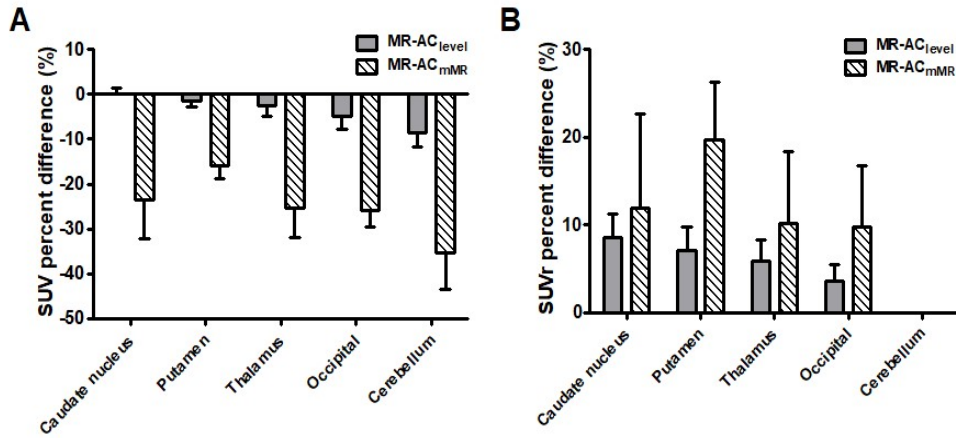 A
MR-AClevel
MR-ACmMR
SUV percent difference (%)
10
0
-10
-20
-30
-40
-50
Caudate nucleus
Putamen
Thalamus
Occipital
Cerebellum
B
MR-AClevel
MR-ACmMR
SUVr percent difference (%)
30
20
10
0
Caudate nucleus
Putamen
Thalamus
Occipital
Cerebellum